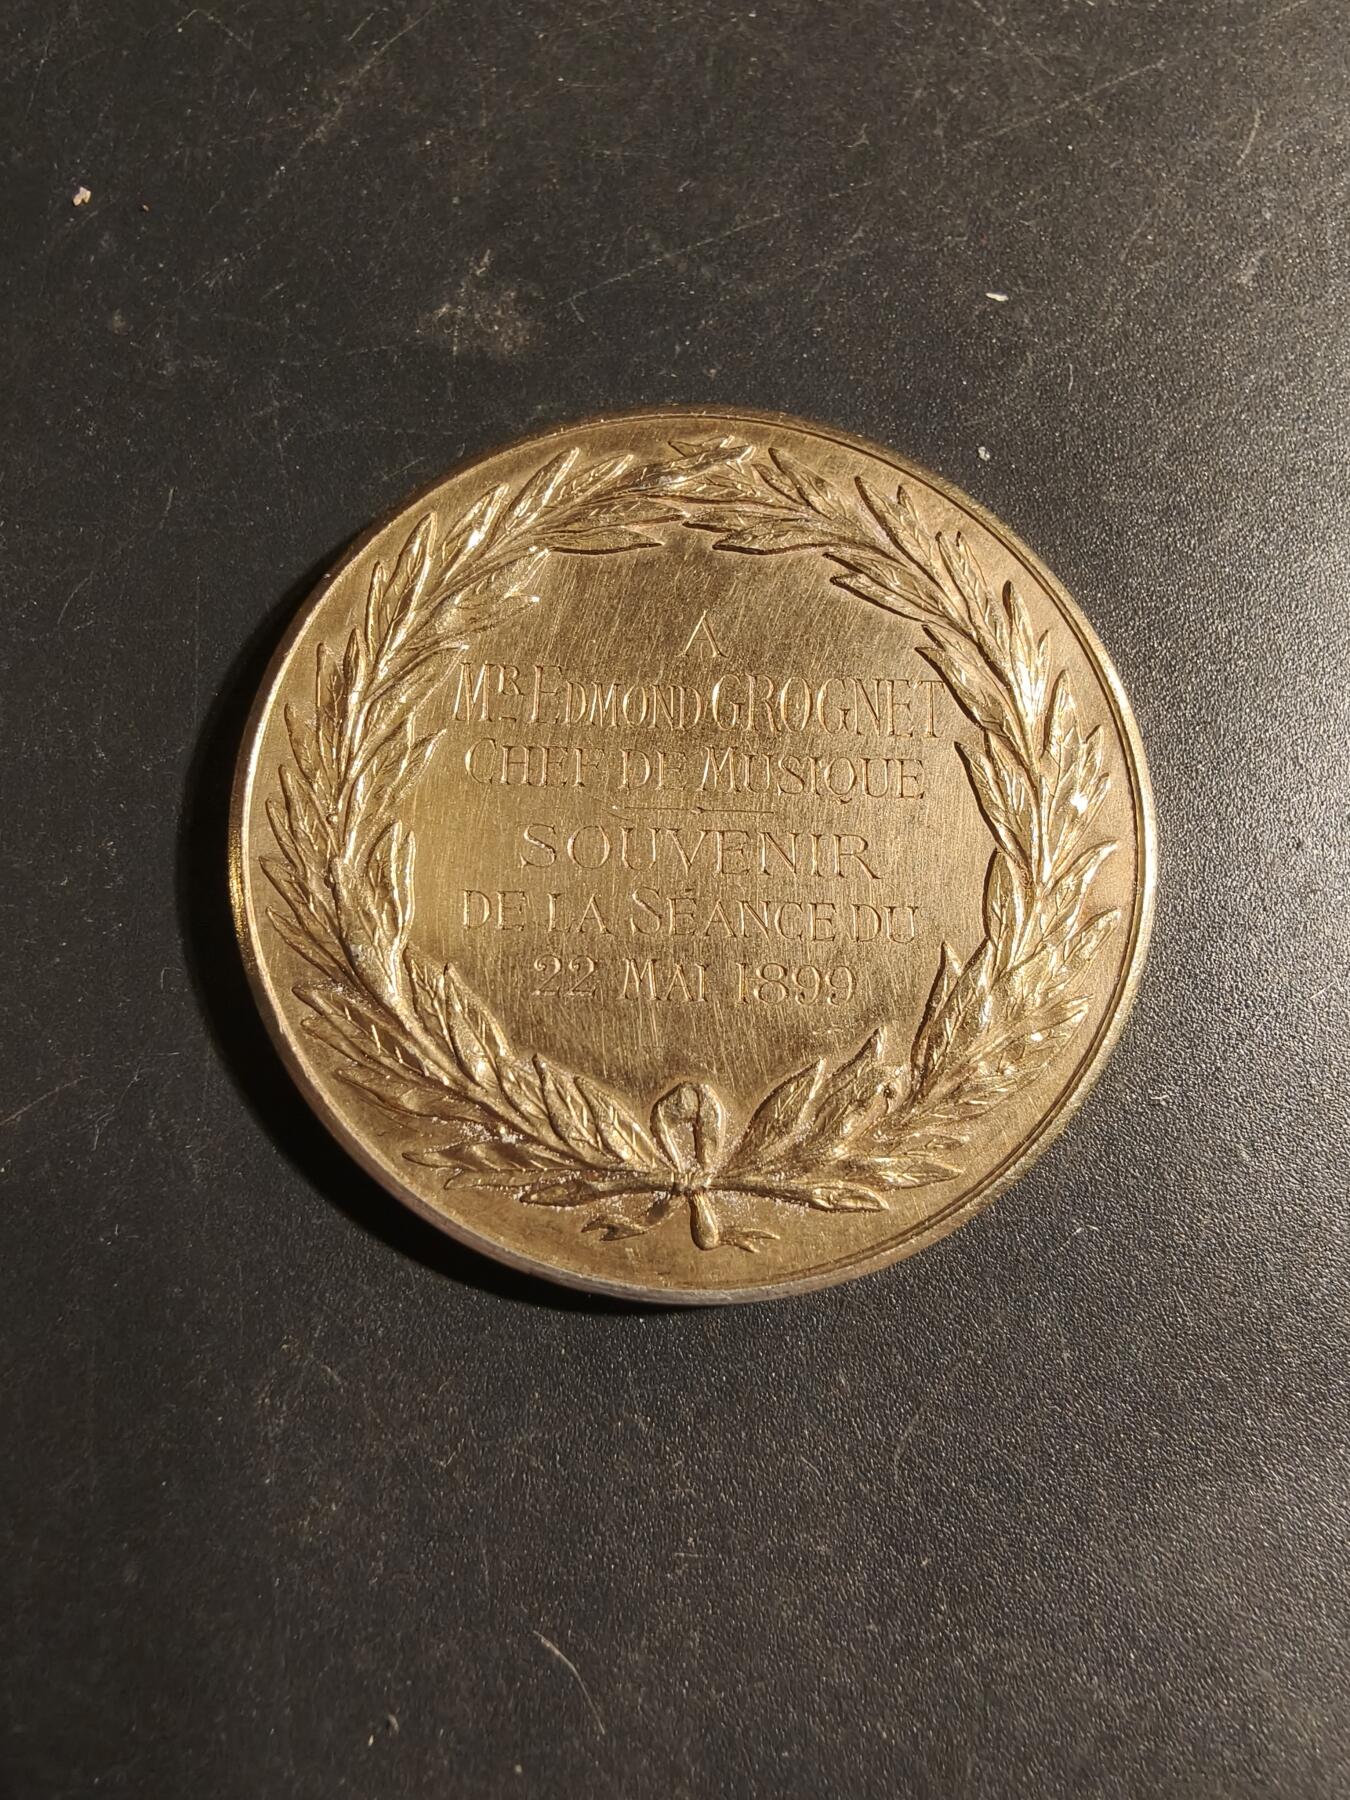 A
MR EDMOND GROGNET
CHEF DE MUSIQUE
SOUVENIR
DE LA SÉANCE DU
22 MAI 1899